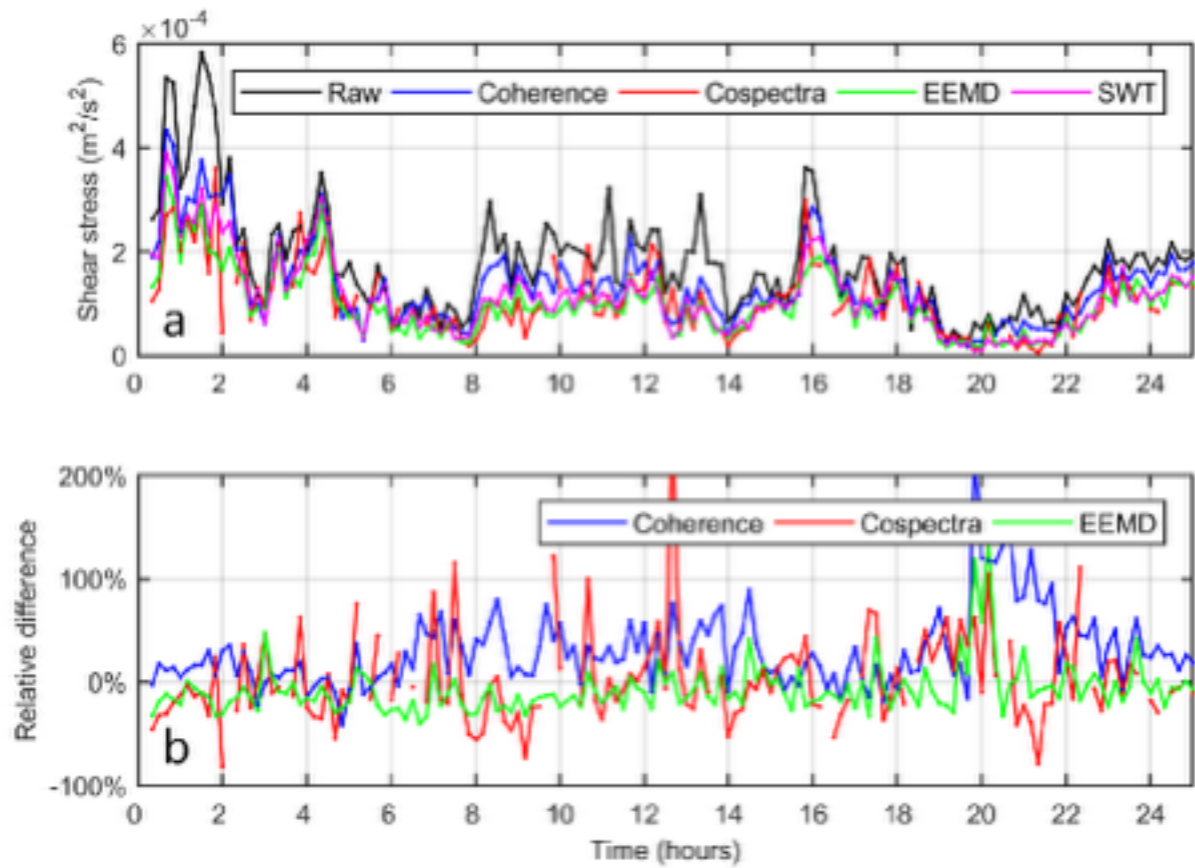 ×10⁻⁴
6
4
2
0
Shear stress (m²/s²)
Raw Coherence Cospectra EEMD SWT
a
0 2 4 6 8 10 12 14 16 18 20 22 24
200%
100%
0%
-100%
Relative difference
Coherence Cospectra EEMD
b
0 2 4 6 8 10 12 14 16 18 20 22 24
Time (hours)